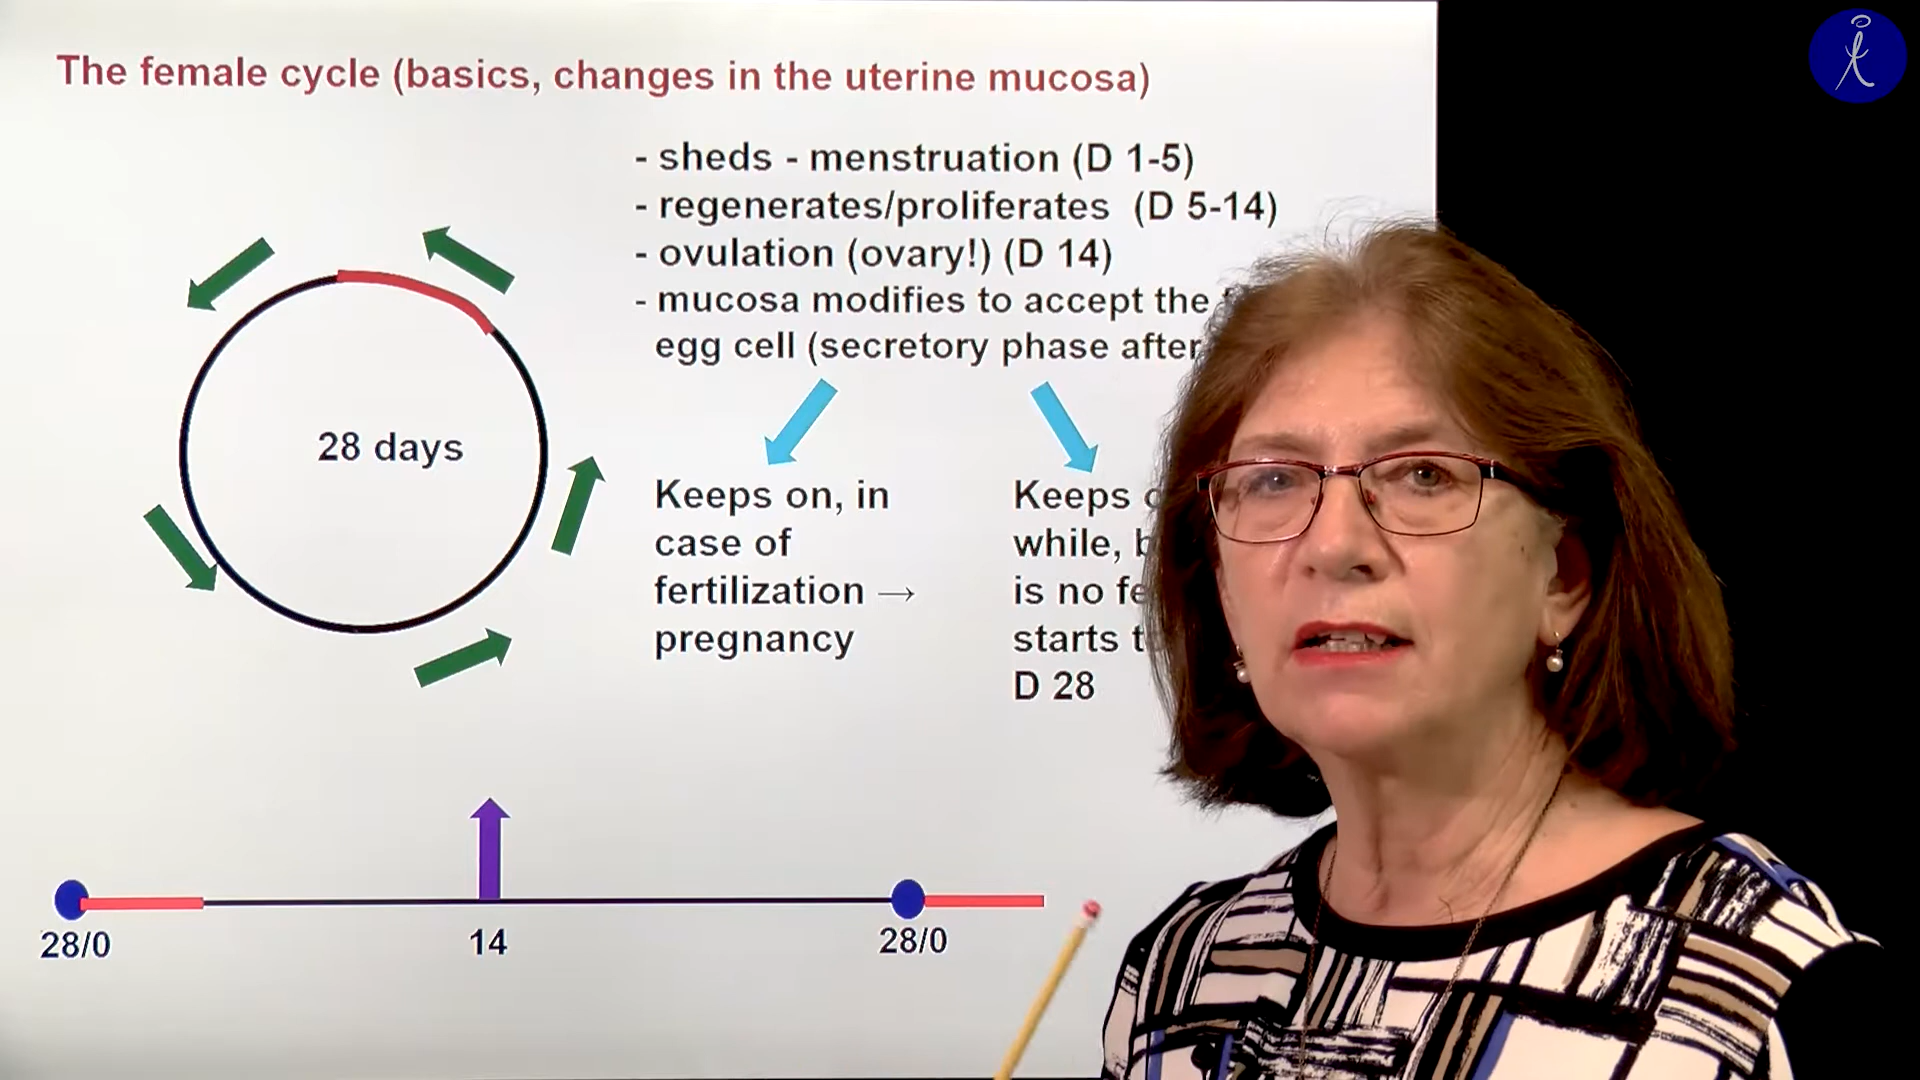 The female cycle (basics, changes in the uterine mucosa)
- sheds - menstruation (D 1-5)
- regenerates/proliferates (D 5-14)
- ovulation (ovary!) (D 14)
- mucosa modifies to accept the
egg cell (secretory phase after
28 days
Keeps on, in
case of
fertilization →
pregnancy
Keeps
while,
is no
starts
D 28
28/0
14
28/0